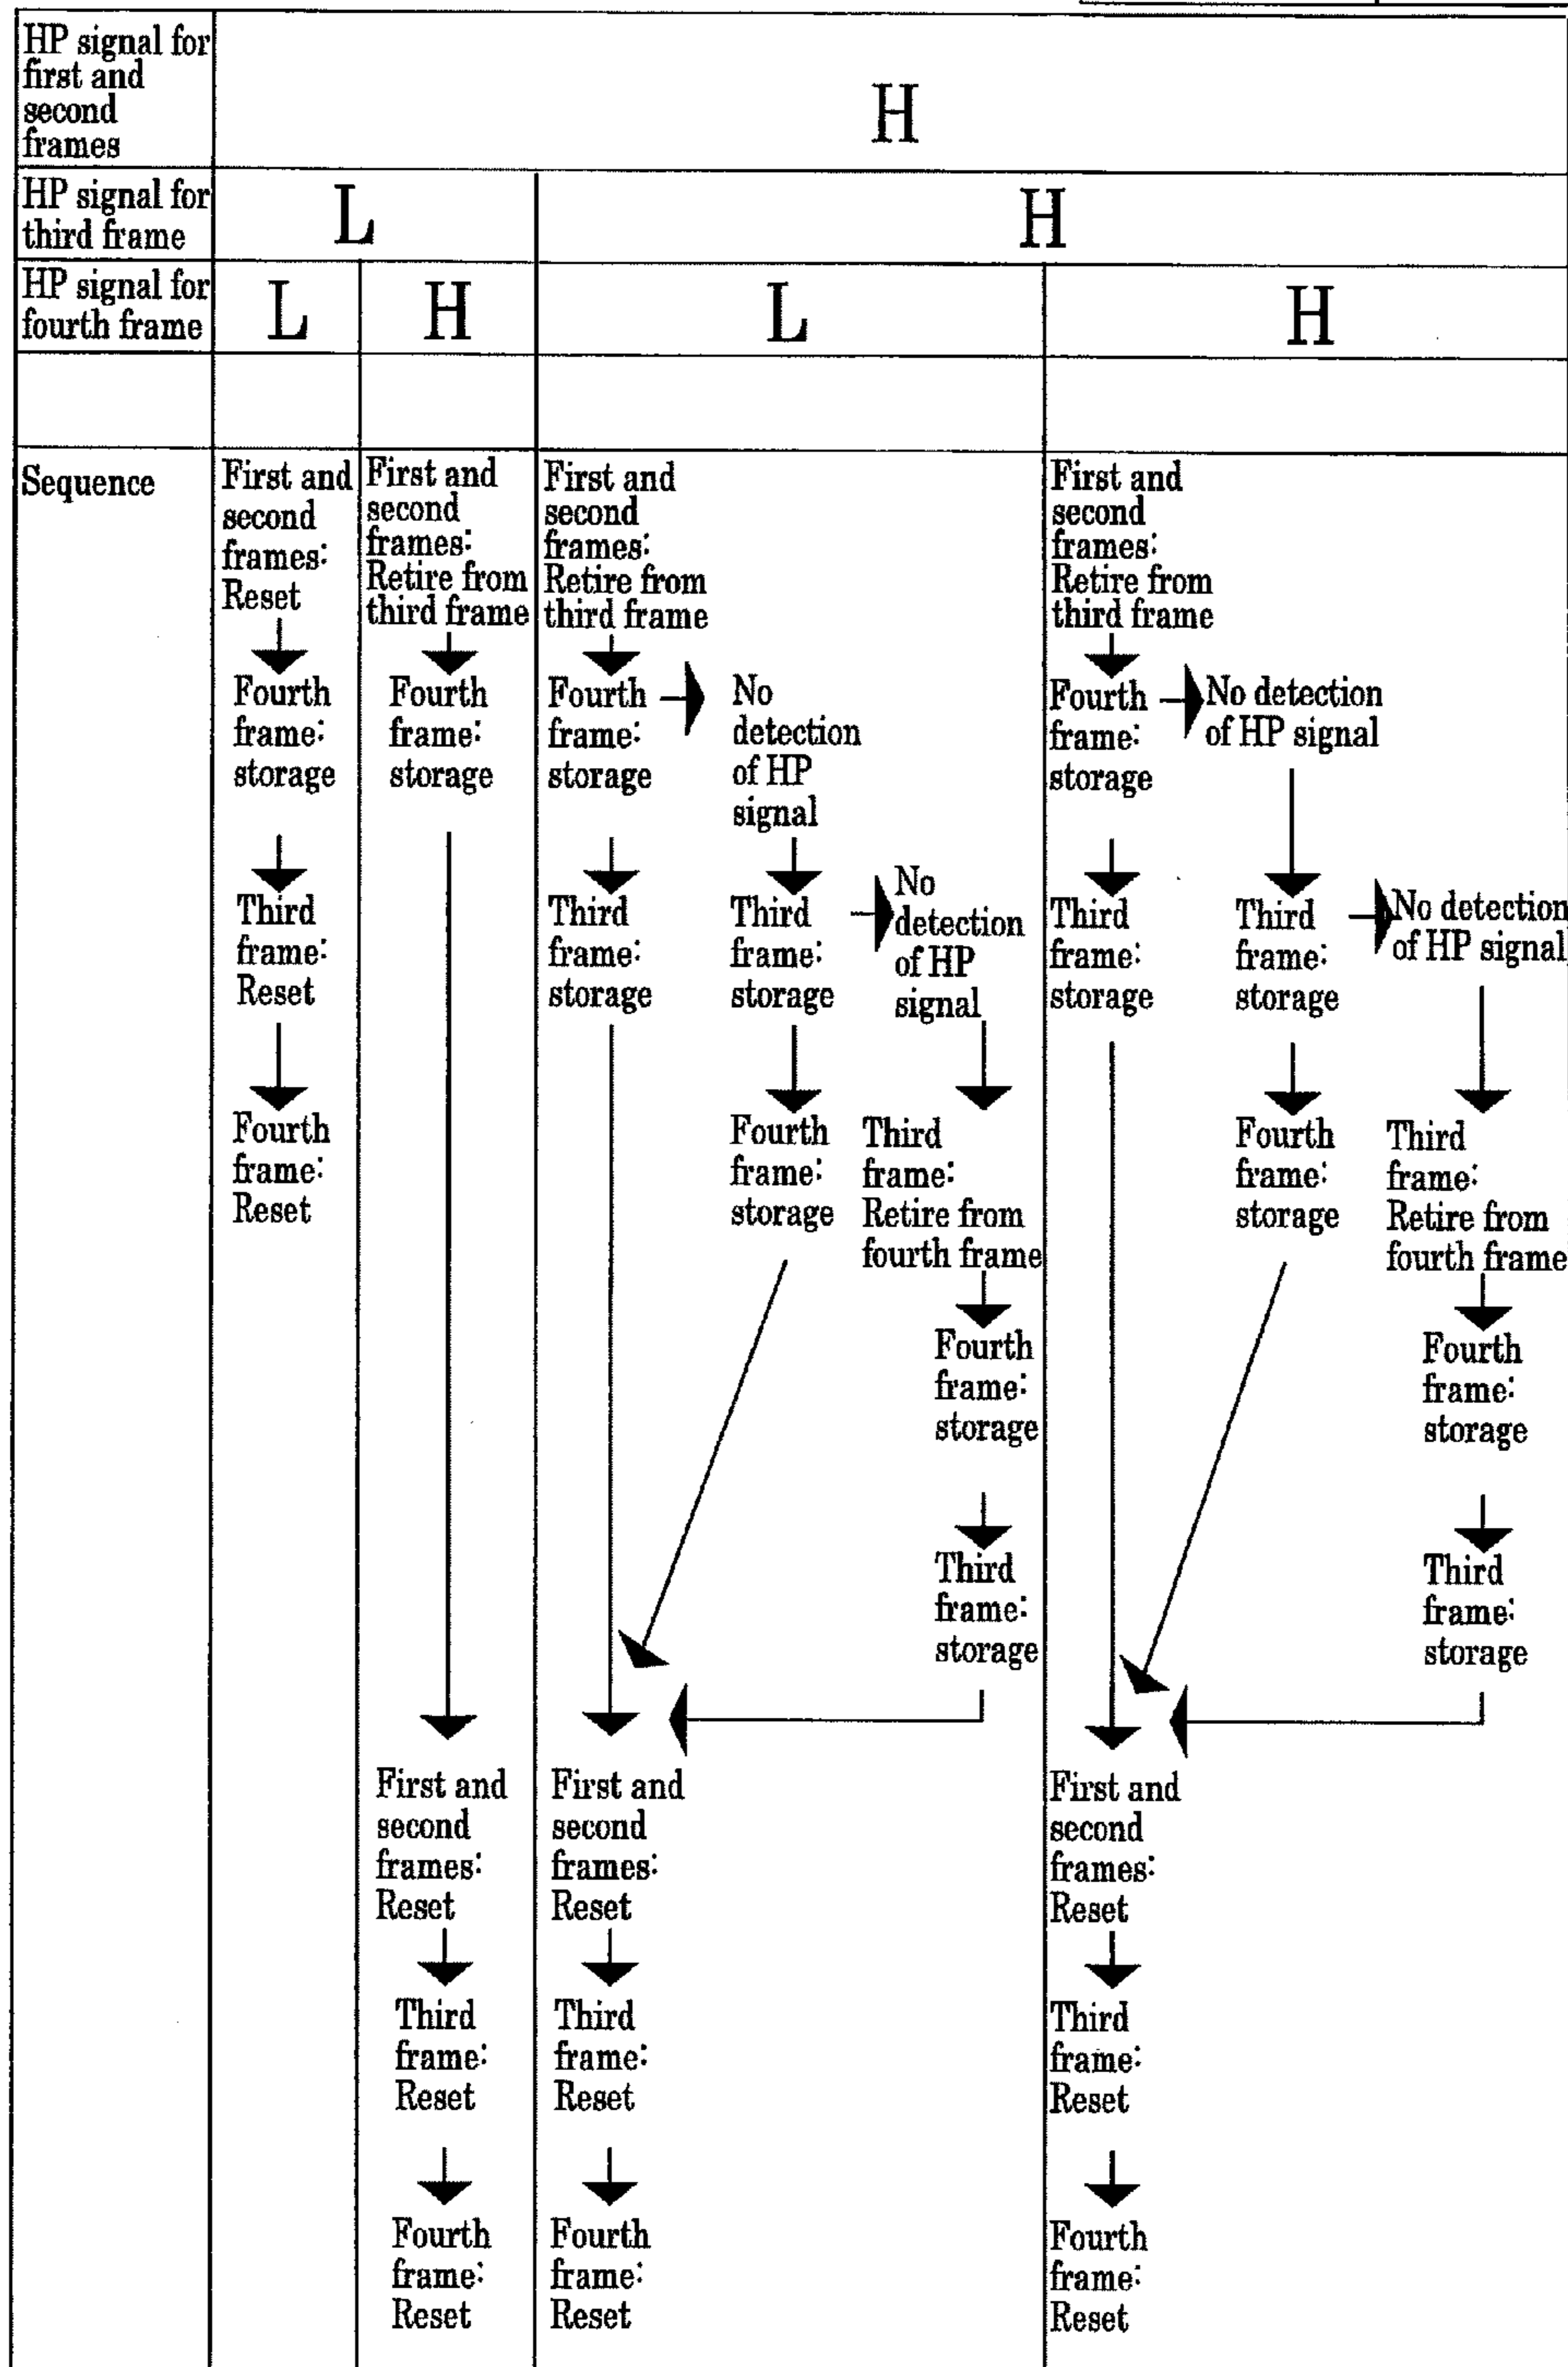 HP signal for
first and
second
frames
H
HP signal for
third frame
L
H
HP signal for
fourth frame
L
H
L
H
Sequence
First and
second
frames:
Reset
Fourth
frame:
storage
Third
frame:
Reset
Fourth
frame:
Reset
First and
second
frames:
Retire from
third frame
Fourth
frame:
storage
First and
second
frames:
Reset
Third
frame:
Reset
Fourth
frame:
Reset
First and
second
frames:
Retire from
third frame
Fourth
frame:
storage
No
detection
of HP
signal
Third
frame:
storage
Third
frame:
storage
No
detection
of HP
signal
Fourth
frame:
storage
Third
frame:
Retire from
fourth frame
Fourth
frame:
storage
Third
frame:
storage
First and
second
frames:
Reset
Third
frame:
Reset
Fourth
frame:
Reset
First and
second
frames:
Retire from
third frame
Fourth
frame:
storage
No detection
of HP signal
Third
frame:
storage
Third
frame:
storage
No detection
of HP signal
Fourth
frame:
storage
Third
frame:
Retire from
fourth frame
Fourth
frame:
storage
Third
frame:
storage
First and
second
frames:
Reset
Third
frame:
Reset
Fourth
frame:
Reset